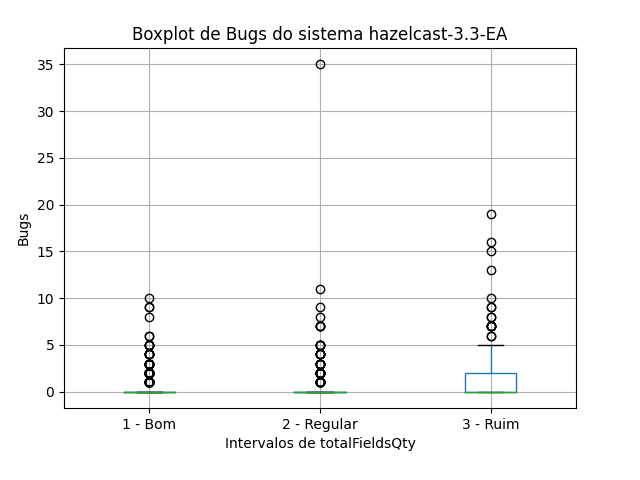 Boxplot de Bugs do sistema hazelcast-3.3-EA
35
30
25
20
15
10
5
0
Bugs
1 - Bom
2 - Regular
3 - Ruim
Intervalos de totalFieldsQty